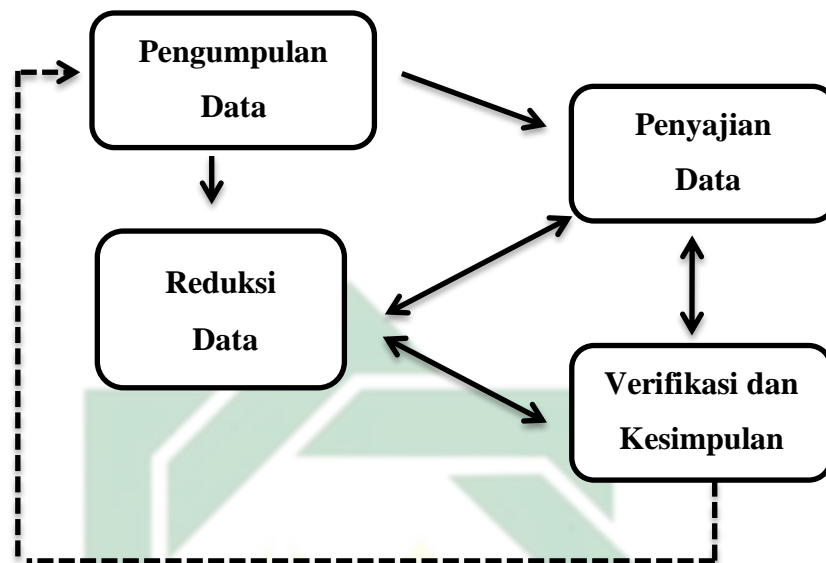 Pengumpulan
Data
Penyajian
Data
Reduksi
Data
Verifikasi dan
Kesimpulan